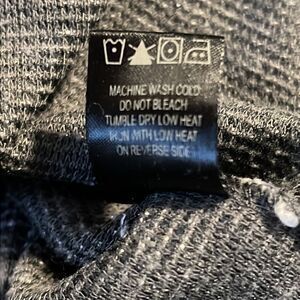 MACHINE WASH COLD
DO NOT BLEACH
TUMBLE DRY LOW HEAT
IRON WITH LOW HEAT
ON REVERSE SIDE